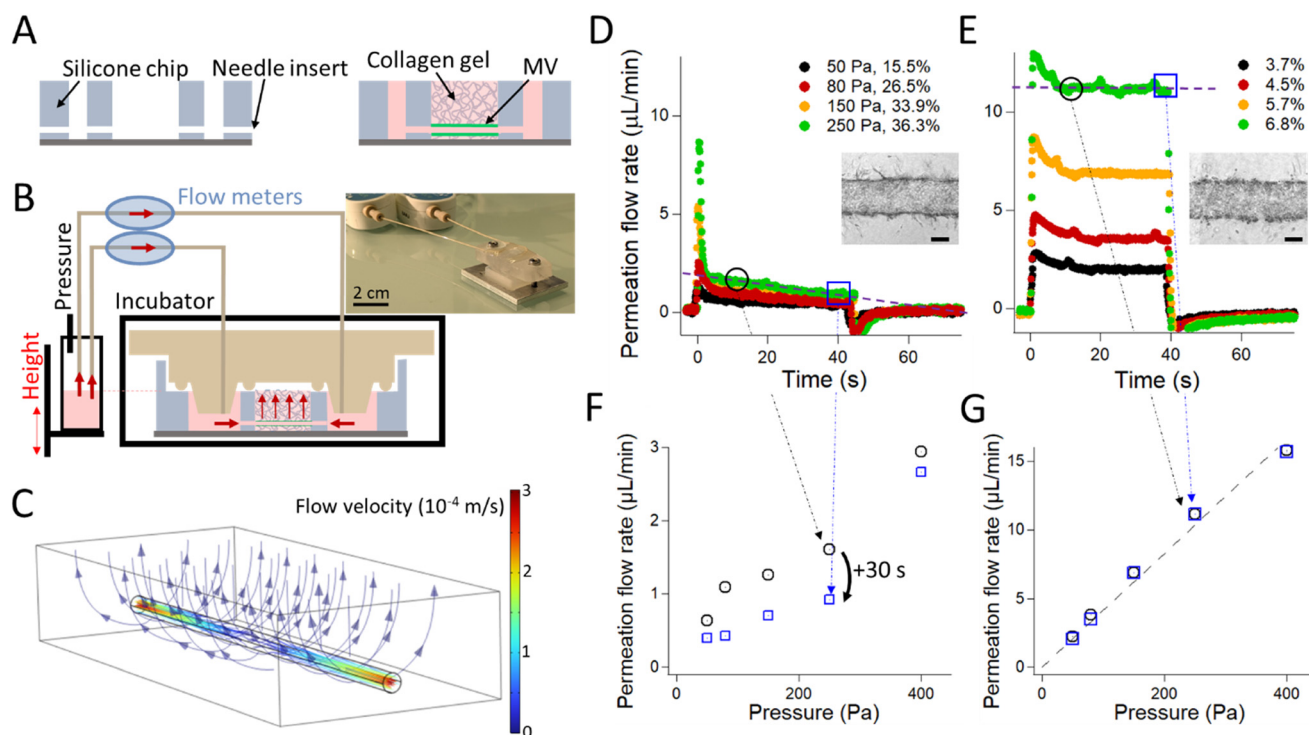 A
Silicone chip
Needle insert
Collagen gel
MV
B
Flow meters
Pressure
Incubator
Height
2 cm
C
Flow velocity (10⁻⁴ m/s)
3
2
1
0
D
Permeation flow rate (µL/min)
10
5
0
50 Pa, 15.5%
80 Pa, 26.5%
150 Pa, 33.9%
250 Pa, 36.3%
0 20 40 60
Time (s)
E
10
5
0
3.7%
4.5%
5.7%
6.8%
0 20 40 60
Time (s)
F
Permeation flow rate (µL/min)
3
2
1
0
+30 s
0 200 400
Pressure (Pa)
G
Permeation flow rate (µL/min)
15
10
5
0
0 200 400
Pressure (Pa)